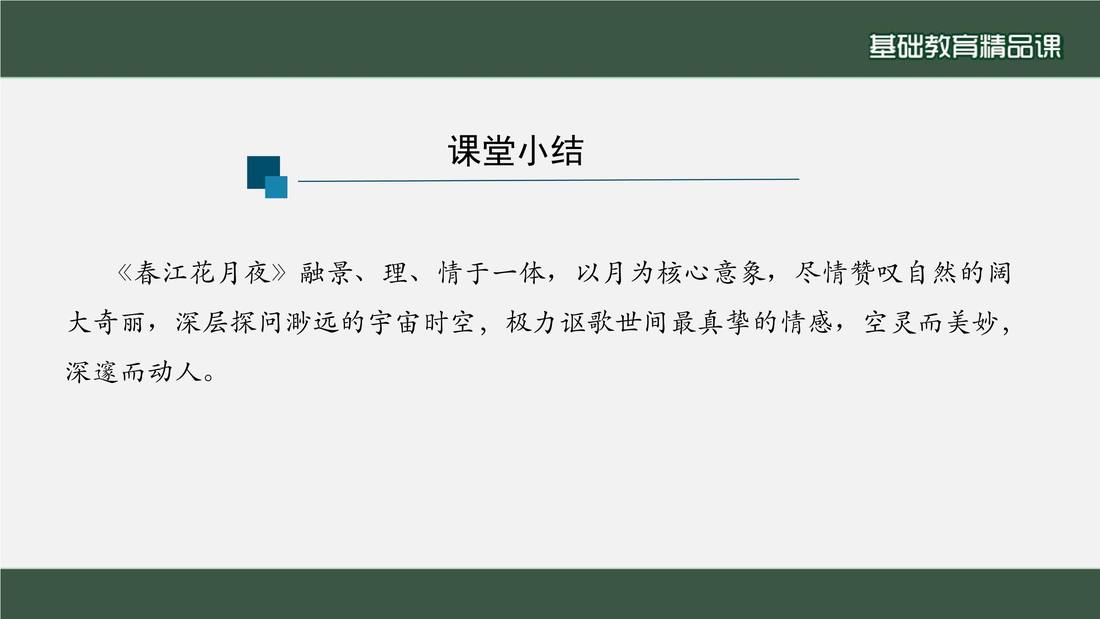 基础教育精品课
课堂小结
《春江花月夜》融景、理、情于一体，以月为核心意象，尽情赞叹自然的阔
大奇丽，深层探问渺远的宇宙时空，极力讴歌世间最真挚的情感，空灵而美妙，
深邃而动人。